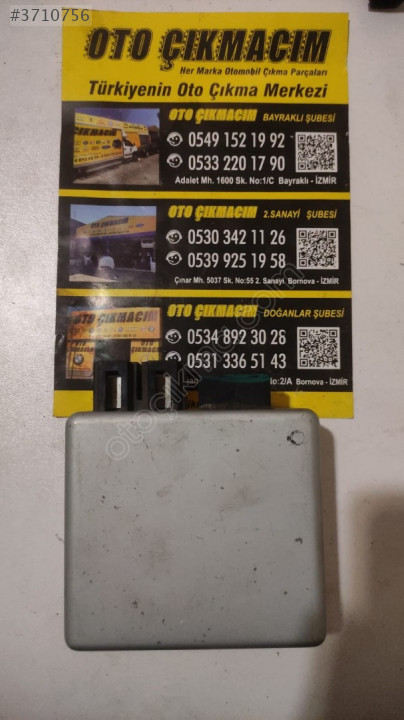 #3710756
OTO ÇIKMACIM
Her Marka Otomobil Çıkma Parçaları
Türkiyenin Oto Çıkma Merkezi
OTO ÇIKMACIM BAYRAKLI ŞUBESİ
0549 152 19 92
0533 220 17 90
Adalet Mh. 1600 Sk. No:1/C Bayraklı - İZMİR
OTO ÇIKMACIM 2.SANAYİ ŞUBESİ
0530 342 11 26
0539 925 19 58
Çınar Mh. 5037 Sk. No:55 2. Sanayi Bornova - İZMİR
OTO ÇIKMACIM DOĞANLAR ŞUBESİ
0534 892 30 28
0531 336 51 43
No:2/A Bornova - İZMİR